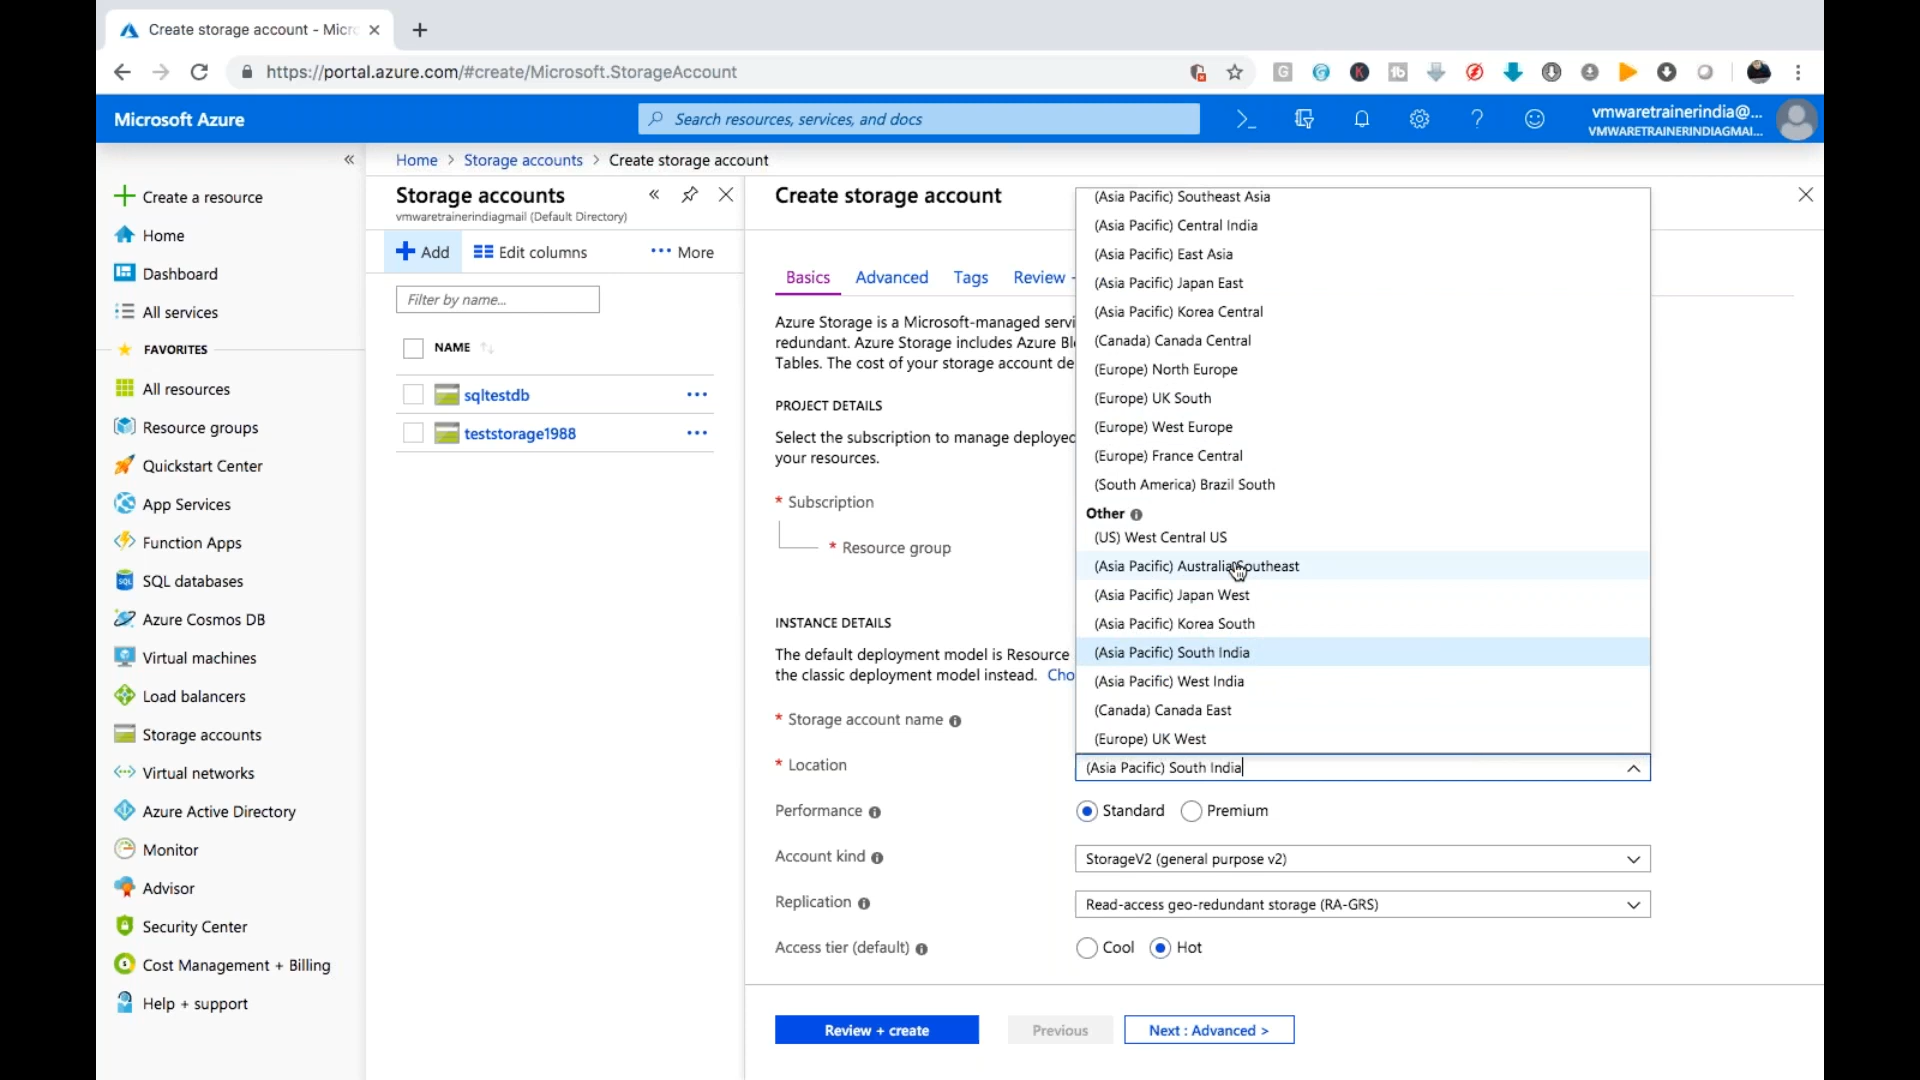 Create storage account - Micro
https://portal.azure.com/#create/Microsoft.StorageAccount
Microsoft Azure
Search resources, services, and docs
vmwaretrainerindia@...
VMWARETRAINERINDIAGMAI...
Home > Storage accounts > Create storage account
Create a resource
Home
Dashboard
All services
FAVORITES
All resources
Resource groups
Quickstart Center
App Services
Function Apps
SQL databases
Azure Cosmos DB
Virtual machines
Load balancers
Storage accounts
Virtual networks
Azure Active Directory
Monitor
Advisor
Security Center
Cost Management + Billing
Help + support
Storage accounts
vmwaretrainerindiagmail (Default Directory)
Add
Edit columns
More
Filter by name...
NAME
sqltestdb
teststorage1988
Create storage account
Basics
Advanced
Tags
Review
Azure Storage is a Microsoft-managed servi
redundant. Azure Storage includes Azure Bl
Tables. The cost of your storage account de
PROJECT DETAILS
Select the subscription to manage deployed
your resources.
* Subscription
* Resource group
INSTANCE DETAILS
The default deployment model is Resource
the classic deployment model instead. Cho
* Storage account name
* Location
(Asia Pacific) Southeast Asia
(Asia Pacific) Central India
(Asia Pacific) East Asia
(Asia Pacific) Japan East
(Asia Pacific) Korea Central
(Canada) Canada Central
(Europe) North Europe
(Europe) UK South
(Europe) West Europe
(Europe) France Central
(South America) Brazil South
Other
(US) West Central US
(Asia Pacific) Australia Southeast
(Asia Pacific) Japan West
(Asia Pacific) Korea South
(Asia Pacific) South India
(Asia Pacific) West India
(Canada) Canada East
(Europe) UK West
(Asia Pacific) South India
Performance
Standard
Premium
Account kind
StorageV2 (general purpose v2)
Replication
Read-access geo-redundant storage (RA-GRS)
Access tier (default)
Cool
Hot
Review + create
Previous
Next : Advanced >